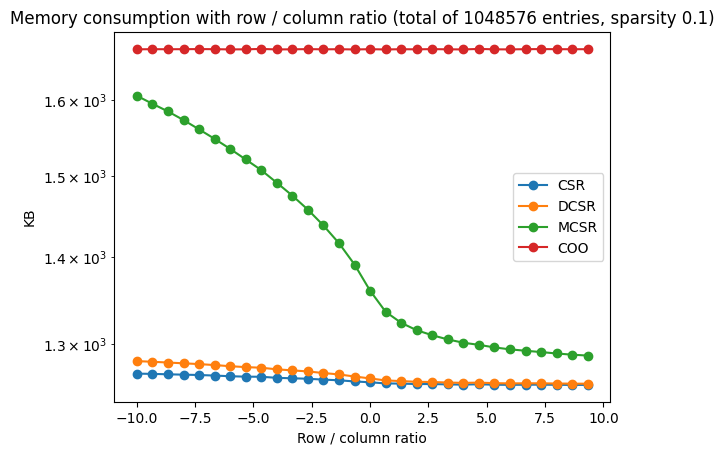 Memory consumption with row / column ratio (total of 1048576 entries, sparsity 0.1)
1.6 × 10³
1.5 × 10³
1.4 × 10³
1.3 × 10³
KB
CSR
DCSR
MCSR
COO
−10.0 −7.5 −5.0 −2.5 0.0 2.5 5.0 7.5 10.0
Row / column ratio